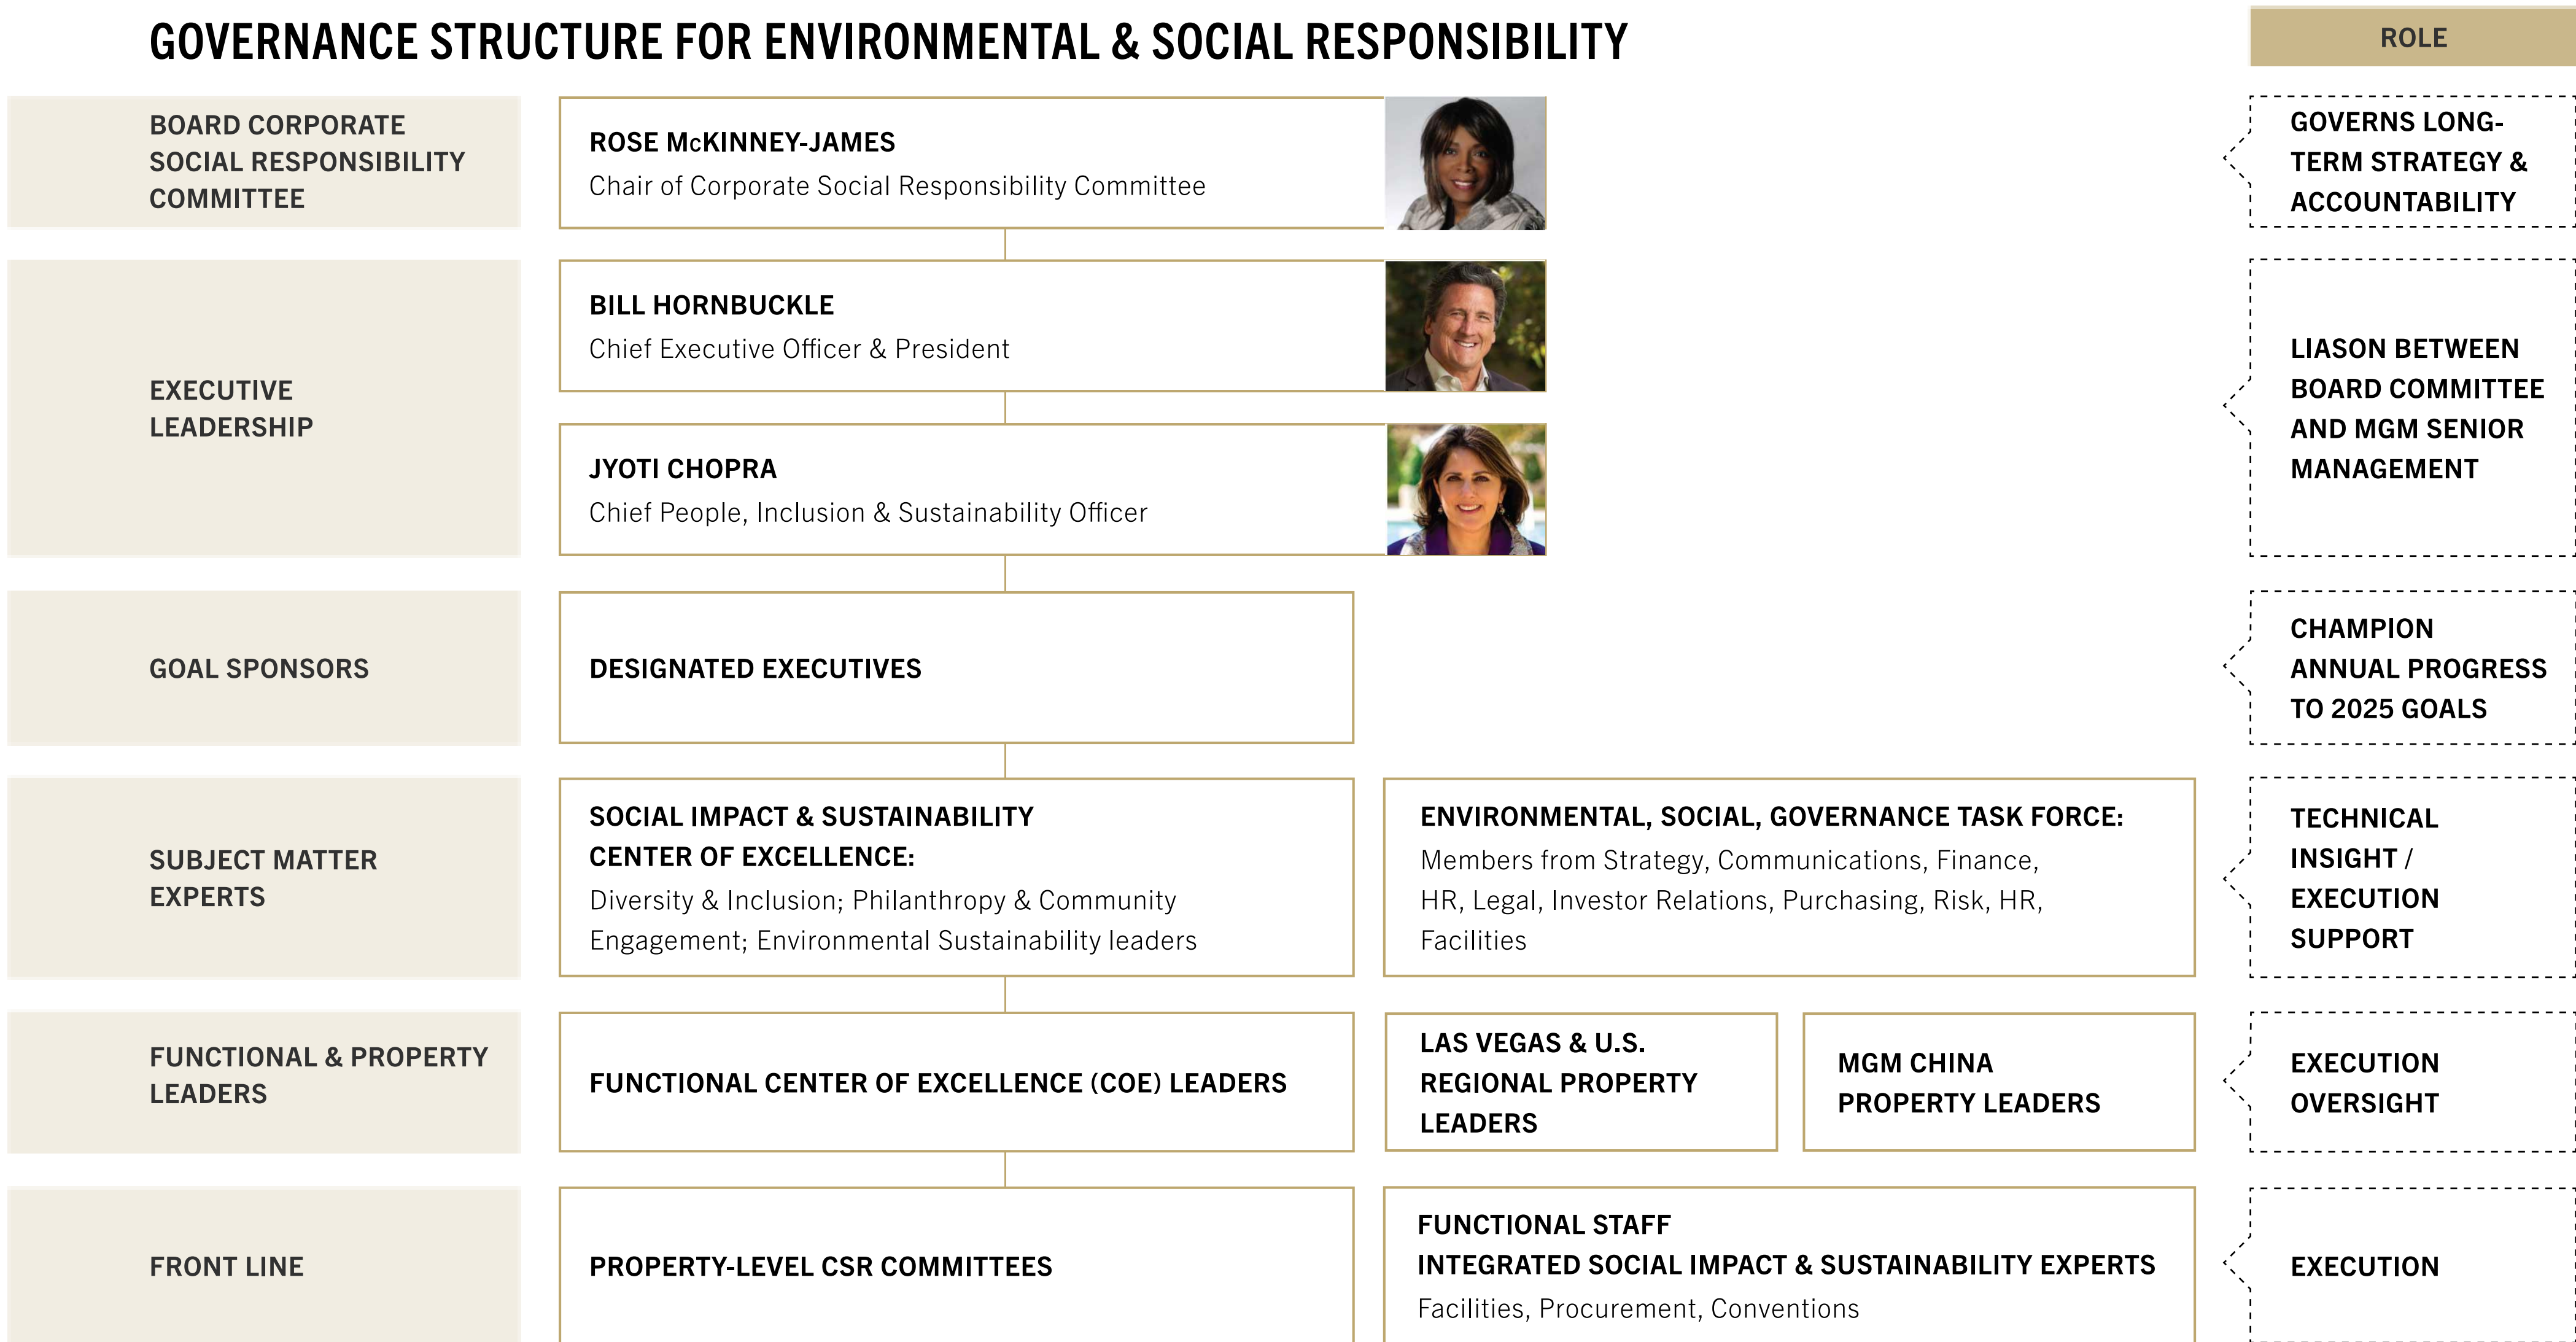 GOVERNANCE STRUCTURE FOR ENVIRONMENTAL & SOCIAL RESPONSIBILITY
ROLE
BOARD CORPORATE
SOCIAL RESPONSIBILITY
COMMITTEE
ROSE McKINNEY-JAMES
Chair of Corporate Social Responsibility Committee
GOVERNS LONG-
TERM STRATEGY &
ACCOUNTABILITY
EXECUTIVE
LEADERSHIP
BILL HORNBUCKLE
Chief Executive Officer & President
JYOTI CHOPRA
Chief People, Inclusion & Sustainability Officer
LIASON BETWEEN
BOARD COMMITTEE
AND MGM SENIOR
MANAGEMENT
GOAL SPONSORS
DESIGNATED EXECUTIVES
CHAMPION
ANNUAL PROGRESS
TO 2025 GOALS
SUBJECT MATTER
EXPERTS
SOCIAL IMPACT & SUSTAINABILITY
CENTER OF EXCELLENCE:
Diversity & Inclusion; Philanthropy & Community
Engagement; Environmental Sustainability leaders
ENVIRONMENTAL, SOCIAL, GOVERNANCE TASK FORCE:
Members from Strategy, Communications, Finance,
HR, Legal, Investor Relations, Purchasing, Risk, HR,
Facilities
TECHNICAL
INSIGHT /
EXECUTION
SUPPORT
FUNCTIONAL & PROPERTY
LEADERS
FUNCTIONAL CENTER OF EXCELLENCE (COE) LEADERS
LAS VEGAS & U.S.
REGIONAL PROPERTY
LEADERS
MGM CHINA
PROPERTY LEADERS
EXECUTION
OVERSIGHT
FRONT LINE
PROPERTY-LEVEL CSR COMMITTEES
FUNCTIONAL STAFF
INTEGRATED SOCIAL IMPACT & SUSTAINABILITY EXPERTS
Facilities, Procurement, Conventions
EXECUTION